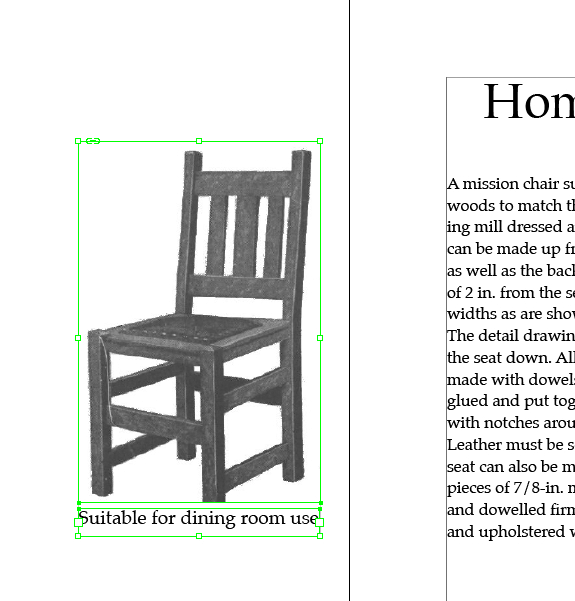 Suitable for dining room use
Hom
A mission chair su
woods to match th
ing mill dressed a
can be made up fr
as well as the back
of 2 in. from the se
widths as are show
The detail drawin
the seat down. All
made with dowels
glued and put tog
with notches arou
Leather must be s
seat can also be m
pieces of 7/8-in. m
and dowelled firm
and upholstered w